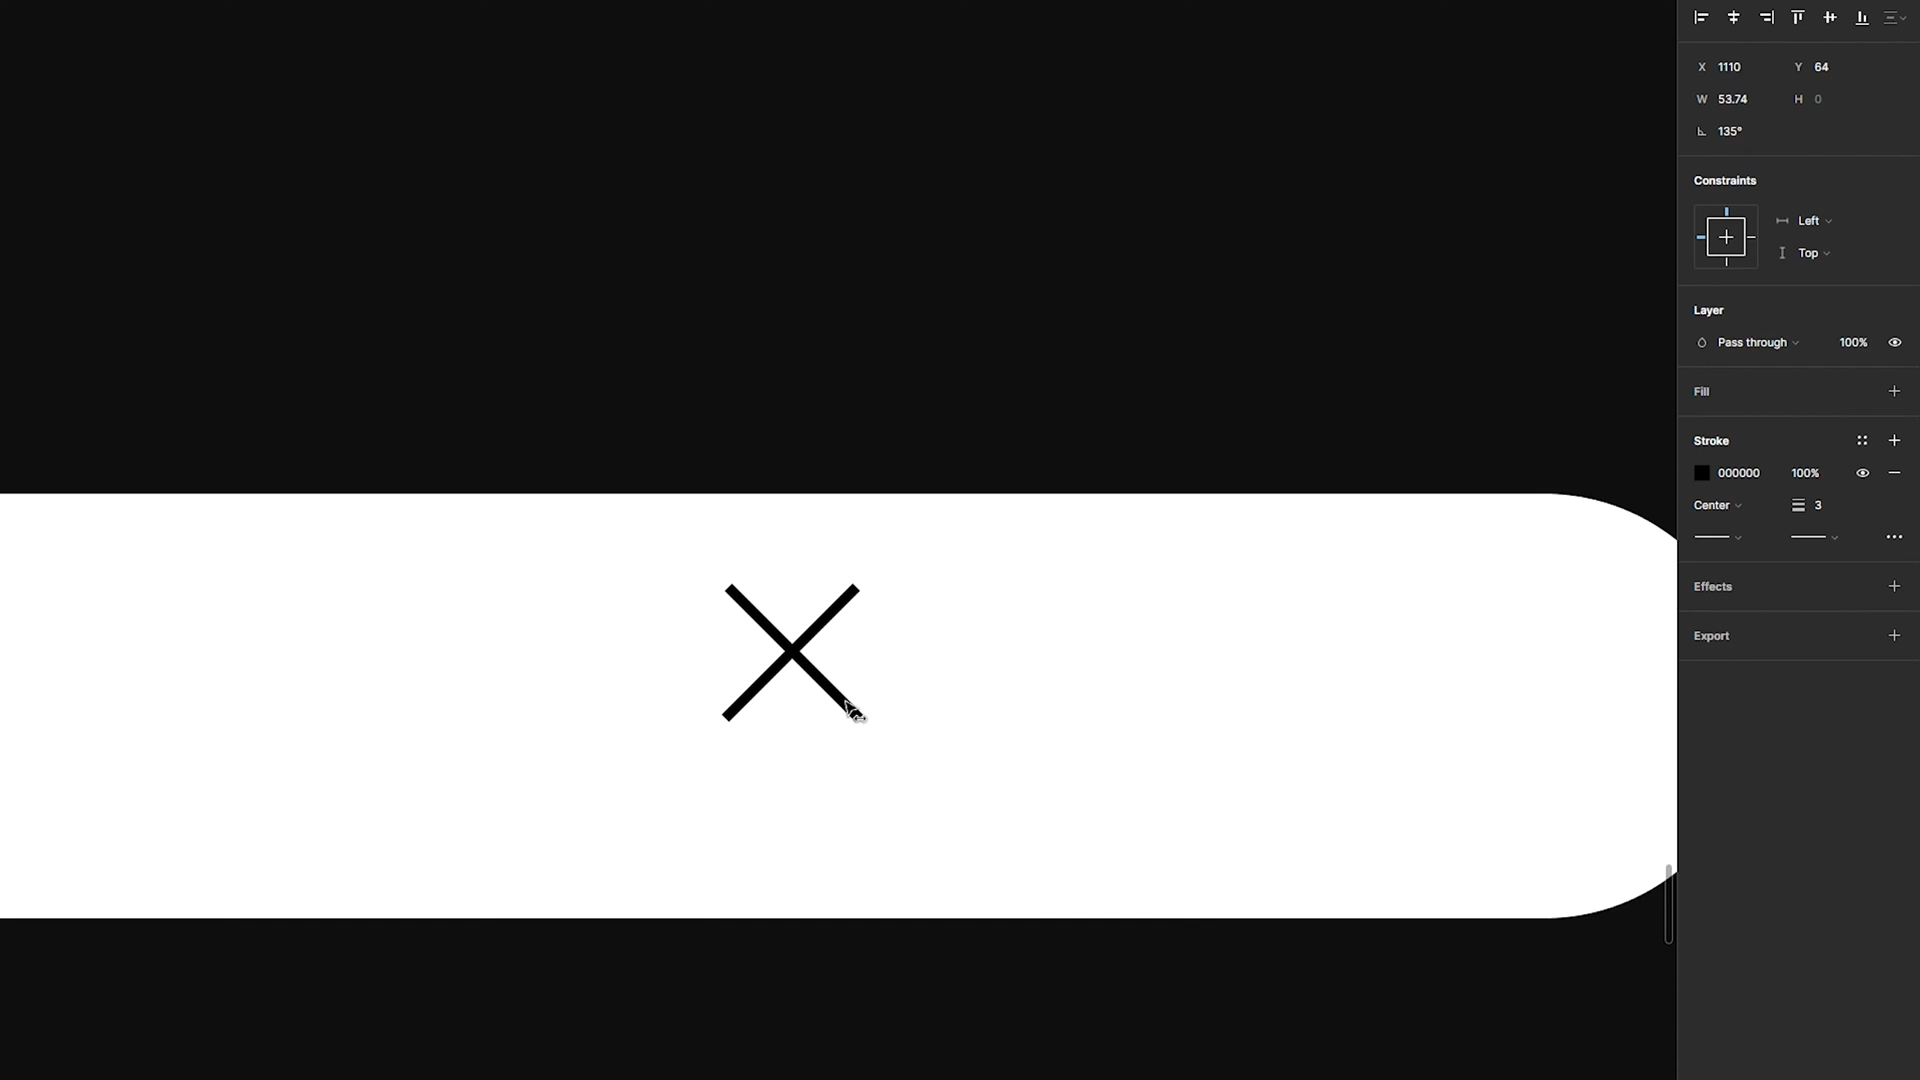 X 1110 Y 64
W 53.74 H 0
135°
Constraints
Left
Top
Layer
Pass through 100%
Fill
Stroke
000000 100%
Center 3
Effects
Export